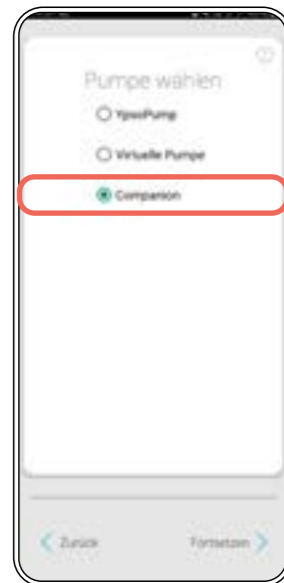 Pumpe wählen
YpsoPump
Virtuelle Pumpe
Companion
Zurück
Fortsetzen